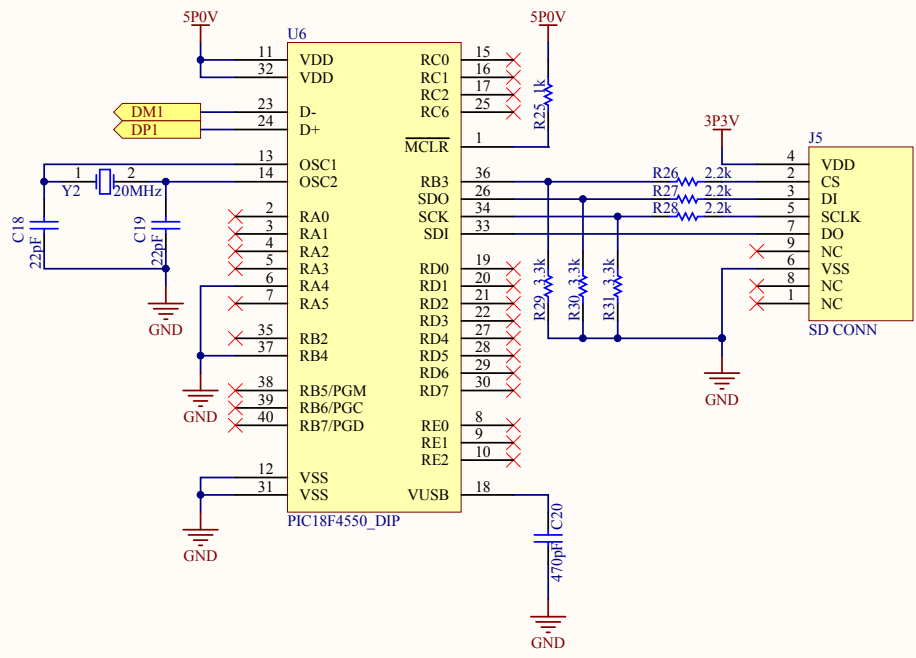 5P0V
5P0V
U6
11 VDD
32 VDD
DM1 23 D-
DP1 24 D+
13 OSC1
14 OSC2
1 2
Y2 20MHz
C18
22pF
C19
22pF
GND
2 RA0
3 RA1
4 RA2
5 RA3
6 RA4
7 RA5
35 RB2
37 RB4
GND
38 RB5/PGM
39 RB6/PGC
40 RB7/PGD
12 VSS
31 VSS
GND
PIC18F4550_DIP
RC0 15
RC1 16
RC2 17
RC6 25
MCLR 1
R25 1k
RB3 36
SDO 26
SCK 34
SDI 33
RD0 19
RD1 20
RD2 21
RD3 22
RD4 27
RD5 28
RD6 29
RD7 30
RE0 8
RE1 9
RE2 10
VUSB 18
C20
470pF
GND
R26 2.2k
R27 2.2k
R28 2.2k
R29 3.3k
R30 3.3k
R31 3.3k
GND
3P3V
J5
4 VDD
2 CS
3 DI
5 SCLK
7 DO
9 NC
6 VSS
8 NC
1 NC
SD CONN